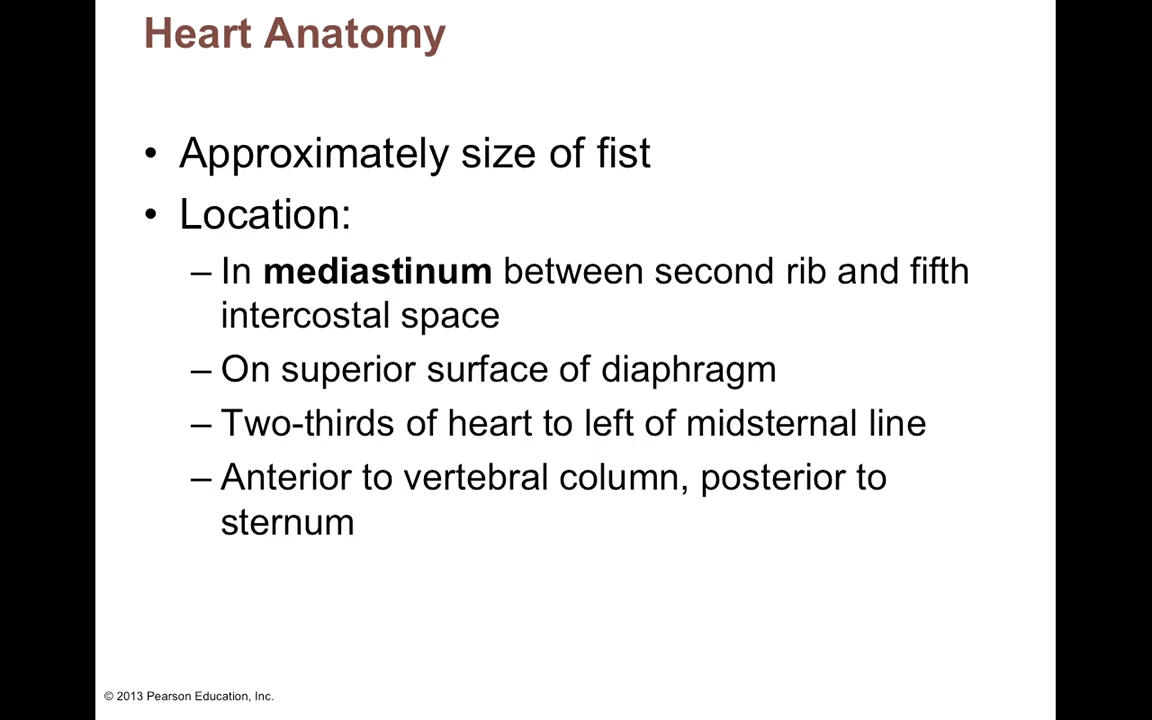 Heart Anatomy
• Approximately size of fist
• Location:
– In mediastinum between second rib and fifth
intercostal space
– On superior surface of diaphragm
– Two-thirds of heart to left of midsternal line
– Anterior to vertebral column, posterior to
sternum
© 2013 Pearson Education, Inc.